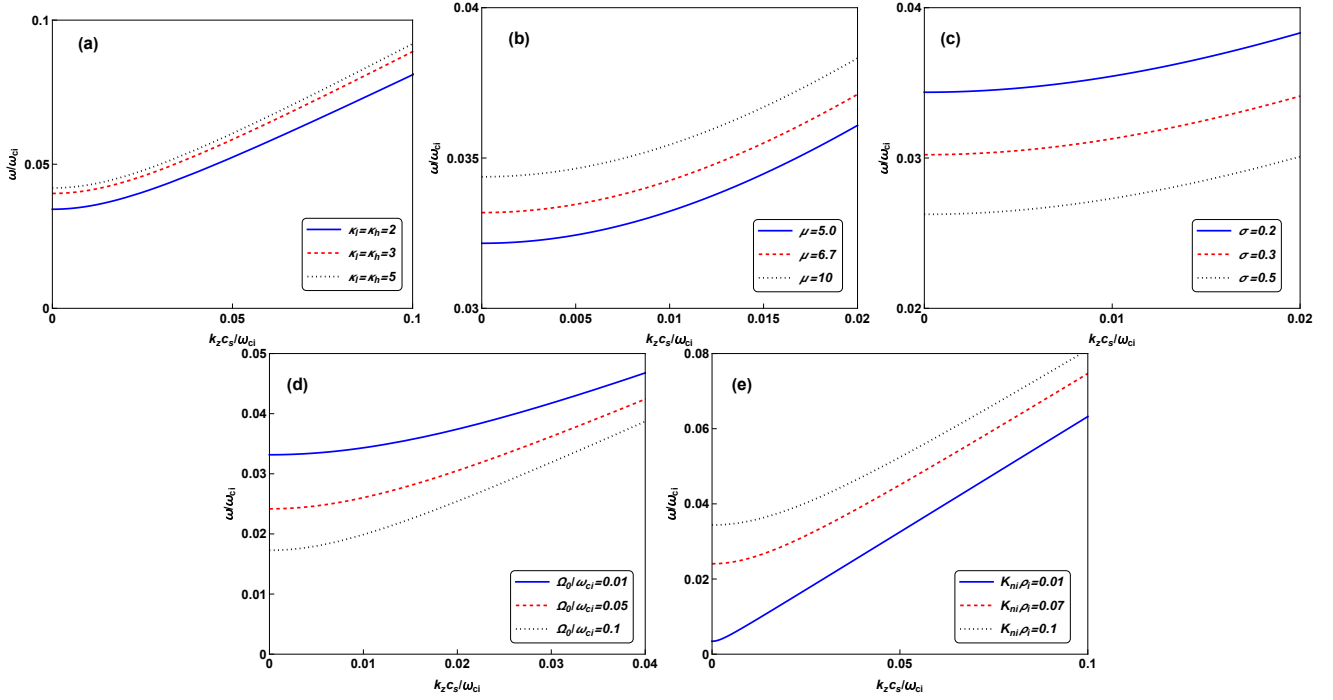 (a)
0.1
0.05
0
ω/ω_ci
0
0.05
0.1
k_z c_s/ω_ci
κ_l=κ_h=2
κ_l=κ_h=3
κ_l=κ_h=5
(b)
0.04
0.035
0.03
ω/ω_ci
0
0.005
0.01
0.015
0.02
k_z c_s/ω_ci
μ=5.0
μ=6.7
μ=10
(c)
0.04
0.03
0.02
ω/ω_ci
0
0.01
0.02
k_z c_s/ω_ci
σ=0.2
σ=0.3
σ=0.5
(d)
0.05
0.04
0.03
0.02
0.01
0
ω/ω_ci
0
0.01
0.02
0.03
0.04
k_z c_s/ω_ci
Ω_0/ω_ci=0.01
Ω_0/ω_ci=0.05
Ω_0/ω_ci=0.1
(e)
0.08
0.06
0.04
0.02
0
ω/ω_ci
0
0.05
0.1
k_z c_s/ω_ci
K_ni ρ_i=0.01
K_ni ρ_i=0.07
K_ni ρ_i=0.1